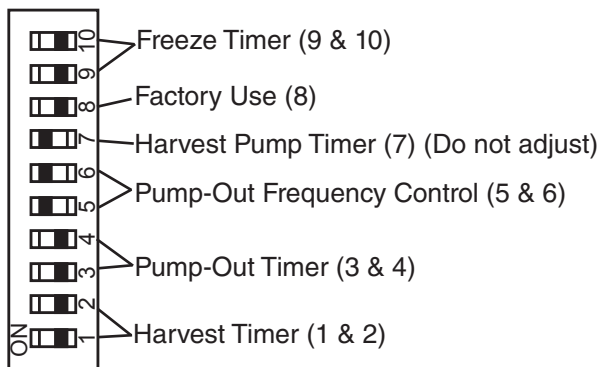 10
Freeze Timer (9 & 10)
9
8
Factory Use (8)
7
Harvest Pump Timer (7) (Do not adjust)
6
Pump-Out Frequency Control (5 & 6)
5
4
Pump-Out Timer (3 & 4)
3
2
Harvest Timer (1 & 2)
1
ON